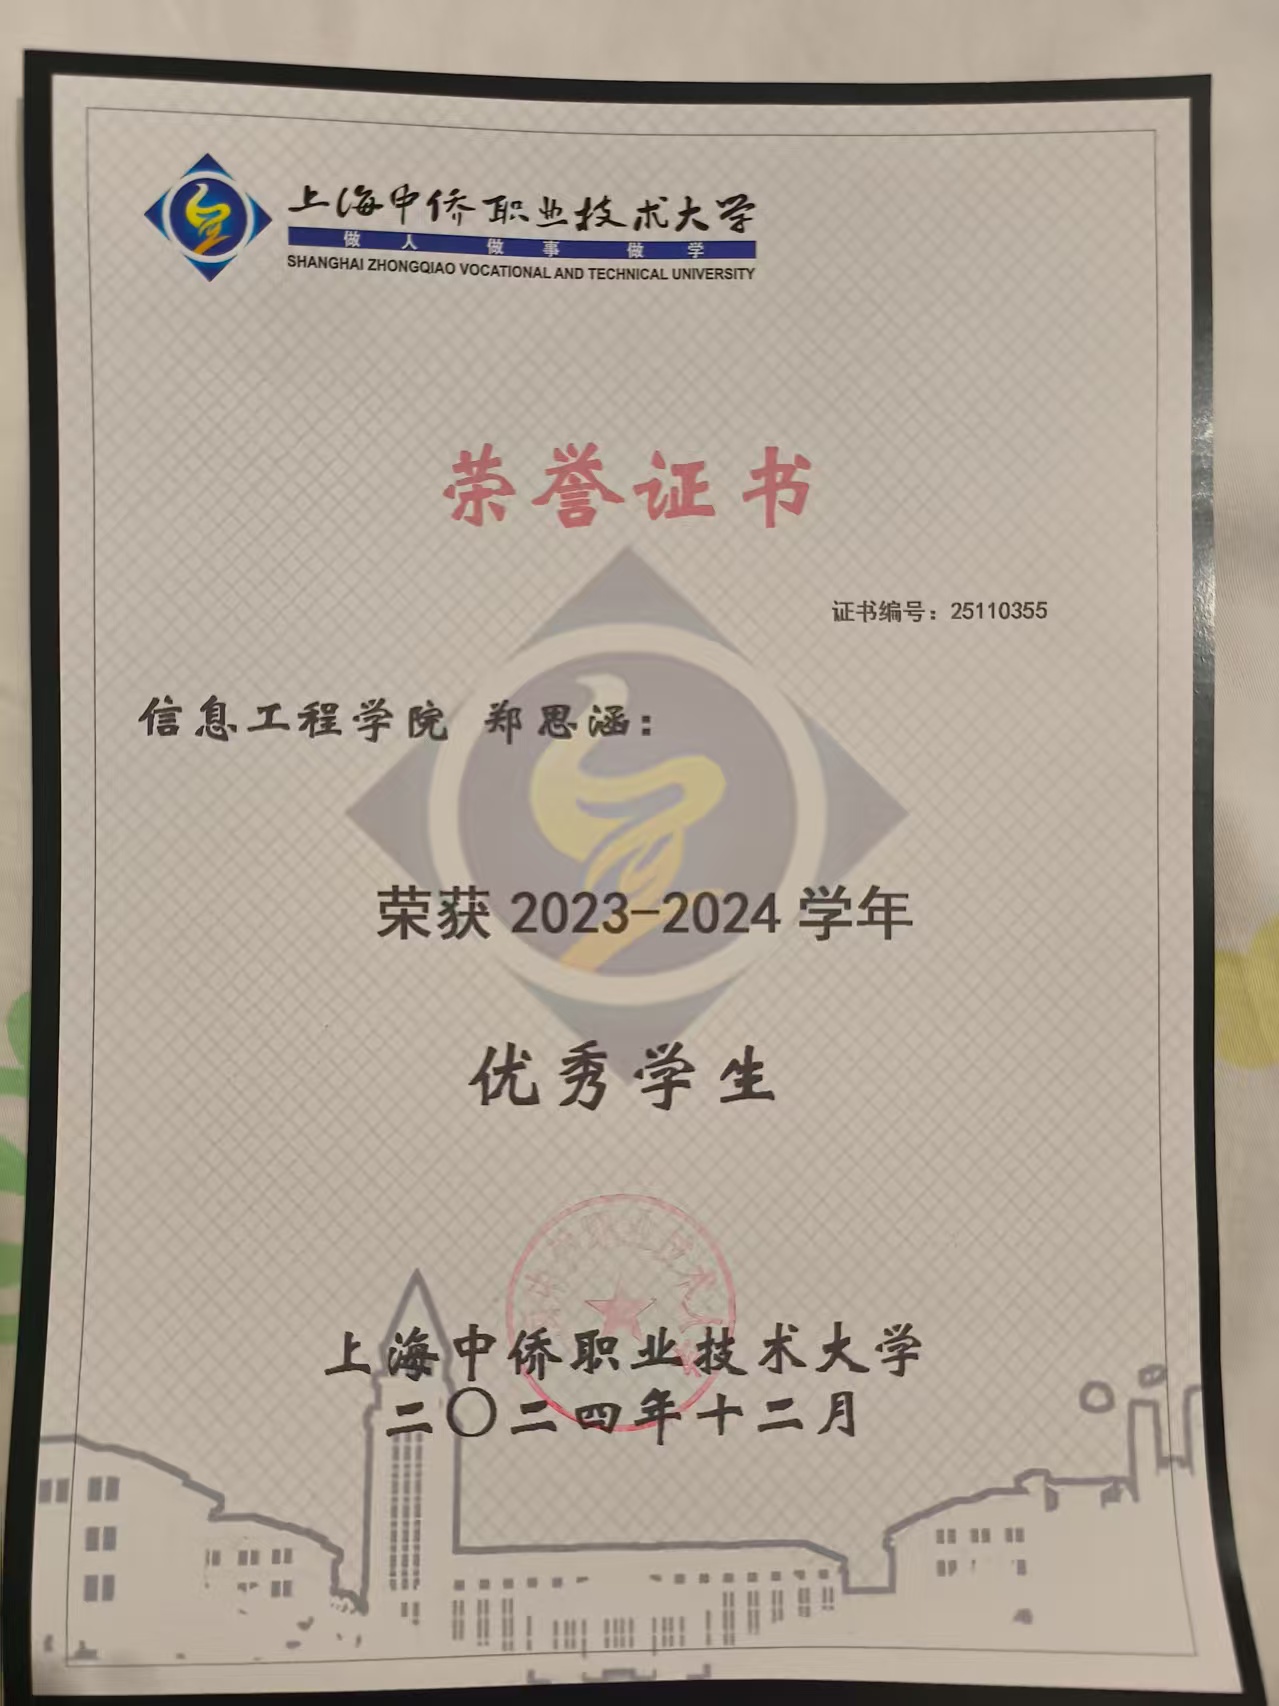 上海中侨职业技术大学
做人 做事 做学
SHANGHAI ZHONGQIAO VOCATIONAL AND TECHNICAL UNIVERSITY
荣誉证书
证书编号：25110355
信息工程学院 郑思涵：
荣获 2023-2024 学年
优秀学生
上海中侨职业技术大学
二〇二四年十二月